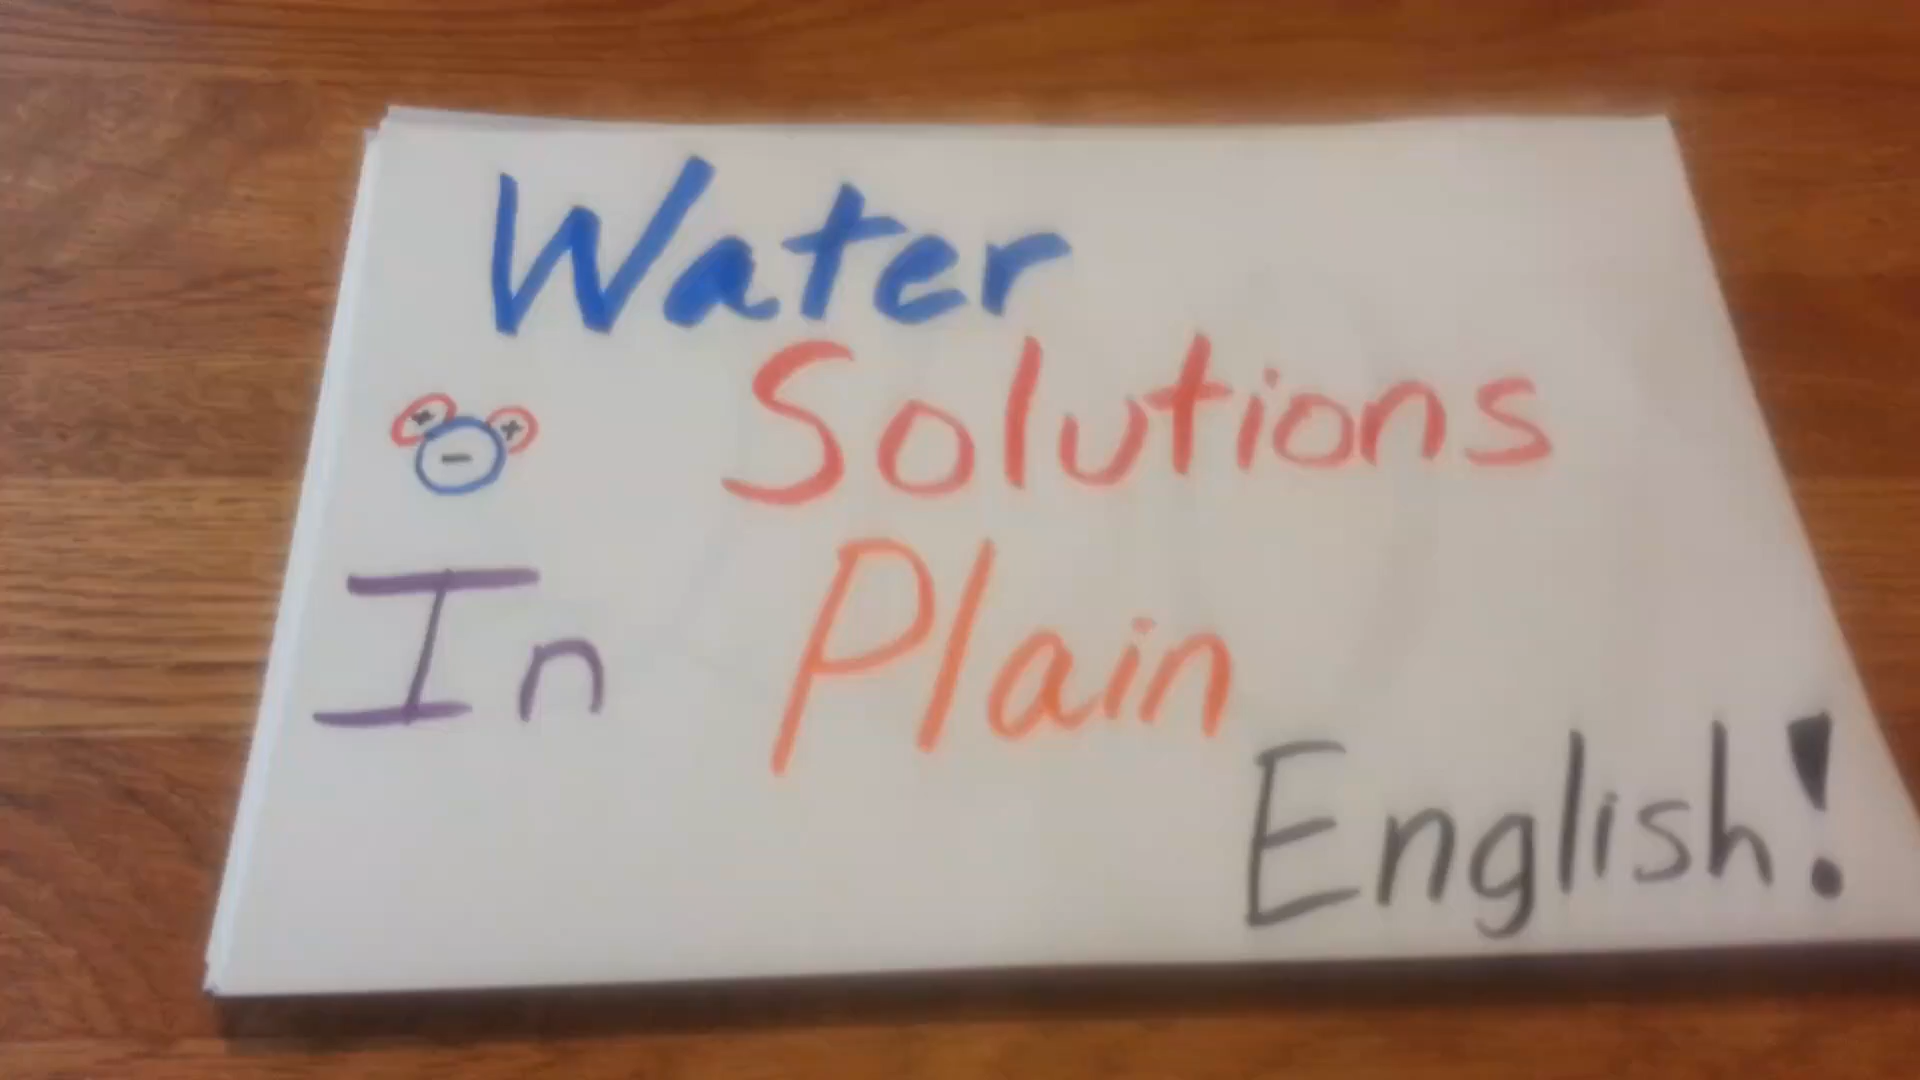 Water
Solutions
+ +
-
In Plain
English!